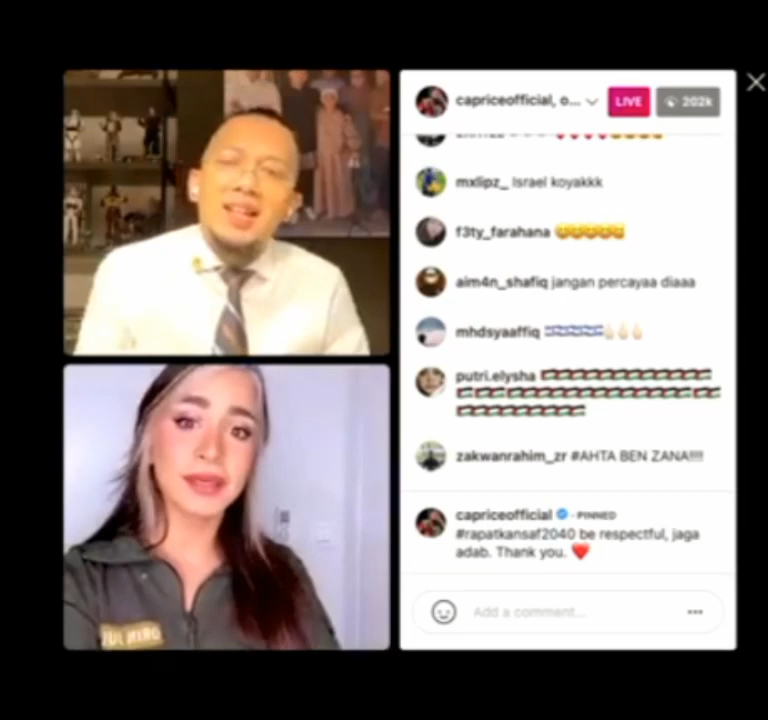 capriceofficial, o...
LIVE
202k
mxlipz_ Israel koyakkk
f3ty_farahana
aim4n_shafiq jangan percayaa diaaa
mhdsyaaffiq
putri.elysha
zakwanrahim_zr #AHTA BEN ZANA!!!!
capriceofficial · PINNED
#rapatkansaf2040 be respectful, jaga
adab. Thank you.
Add a comment...